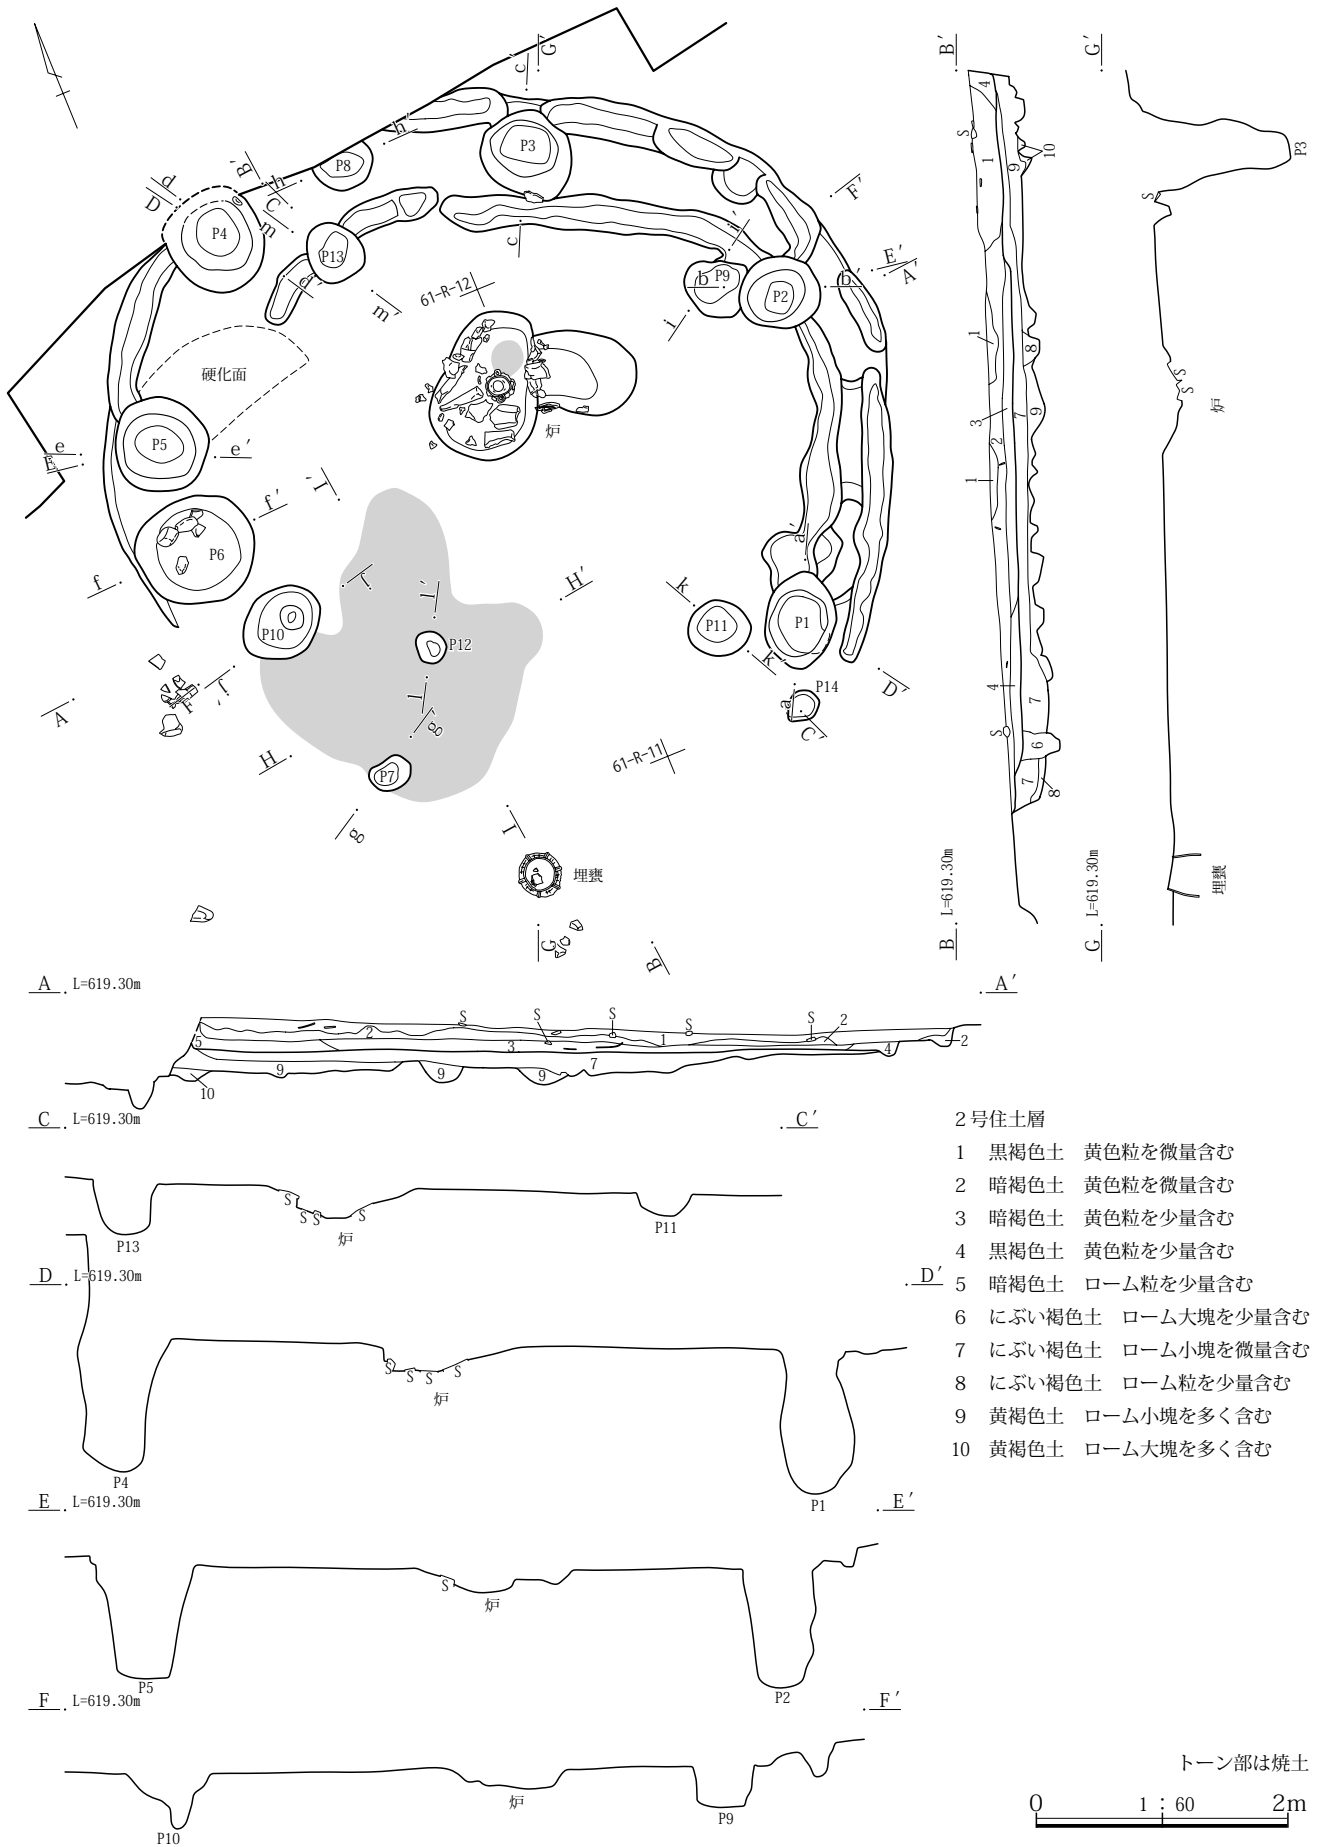 c′
G′
h′
B′
h
C
m
d
D
P8
P3
P4
P13
d′
m′
c
61-R-12
i′
F′
E′
A′
b
P9
P2
b′
i
硬化面
炉
e
E
P5
e′
I′
f′
P6
f
j
J′
H′
k
a′
P10
P12
P11
P1
k′
j′
F
J
g′
P14
a
C′
D′
A
H
61-R-11
P7
g
I
埋甕
G
B
B′
G′
4
S
1
9
10
P3
S
1
8
S
S
炉
3
2
7
9
1
4
7
S
6
7
8
B
L=619.30m
G
L=619.30m
埋甕
A L=619.30m A′
S
S
S
S
2
5
2
3
1
4
2
9
9
9
7
10
C L=619.30m C′
S
S
S
S
P13
炉
P11
D L=619.30m D′
S
S
S
S
炉
P4
P1
E L=619.30m E′
S
炉
P5
P2
F L=619.30m F′
炉
P9
P10
2号住土層
1 黒褐色土 黄色粒を微量含む
2 暗褐色土 黄色粒を微量含む
3 暗褐色土 黄色粒を少量含む
4 黒褐色土 黄色粒を少量含む
5 暗褐色土 ローム粒を少量含む
6 にぶい褐色土 ローム大塊を少量含む
7 にぶい褐色土 ローム小塊を微量含む
8 にぶい褐色土 ローム粒を少量含む
9 黄褐色土 ローム小塊を多く含む
10 黄褐色土 ローム大塊を多く含む
トーン部は焼土
0 1 : 60 2m